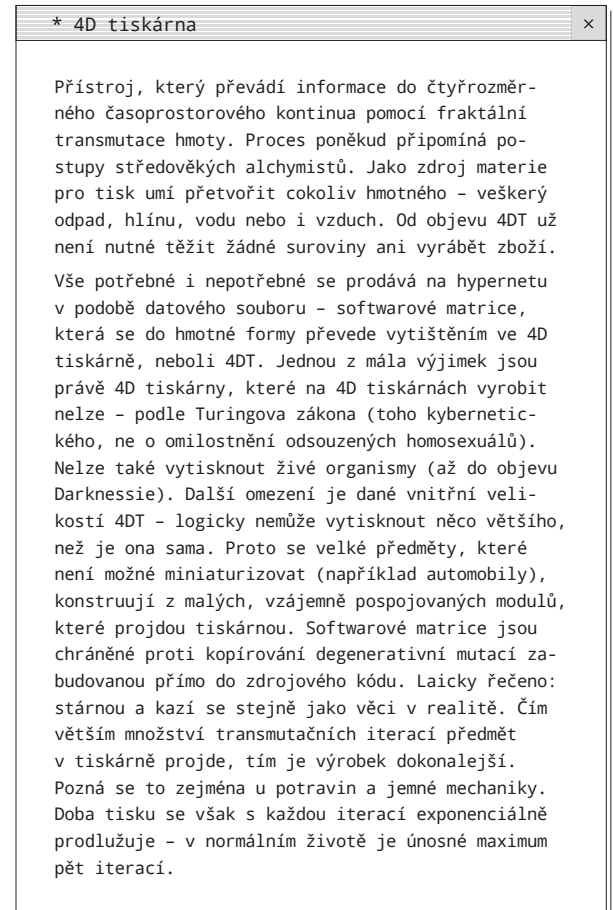 * 4D tiskárna ×
Přístroj, který převádí informace do čtyřrozměr-
ného časoprostorového kontinua pomocí fraktální
transmutace hmoty. Proces poněkud připomíná po-
stupy středověkých alchymistů. Jako zdroj materie
pro tisk umí přetvořit cokoliv hmotného – veškerý
odpad, hlínu, vodu nebo i vzduch. Od objevu 4DT už
není nutné těžit žádné suroviny ani vyrábět zboží.
Vše potřebné i nepotřebné se prodává na hypernetu
v podobě datového souboru – softwarové matrice,
která se do hmotné formy převede vytištěním ve 4D
tiskárně, neboli 4DT. Jednou z mála výjimek jsou
právě 4D tiskárny, které na 4D tiskárnách vyrobit
nelze – podle Turingova zákona (toho kybernetic-
kého, ne o omilostnění odsouzených homosexuálů).
Nelze také vytisknout živé organismy (až do objevu
Darknessie). Další omezení je dané vnitřní veli-
kostí 4DT – logicky nemůže vytisknout něco většího,
než je ona sama. Proto se velké předměty, které
není možné miniaturizovat (například automobily),
konstruují z malých, vzájemně pospojovaných modulů,
které projdou tiskárnou. Softwarové matrice jsou
chráněné proti kopírování degenerativní mutací za-
budovanou přímo do zdrojového kódu. Laicky řečeno:
stárnou a kazí se stejně jako věci v realitě. Čím
větším množství transmutačních iterací předmět
v tiskárně projde, tím je výrobek dokonalejší.
Pozná se to zejména u potravin a jemné mechaniky.
Doba tisku se však s každou iterací exponenciálně
prodlužuje – v normálním životě je únosné maximum
pět iterací.